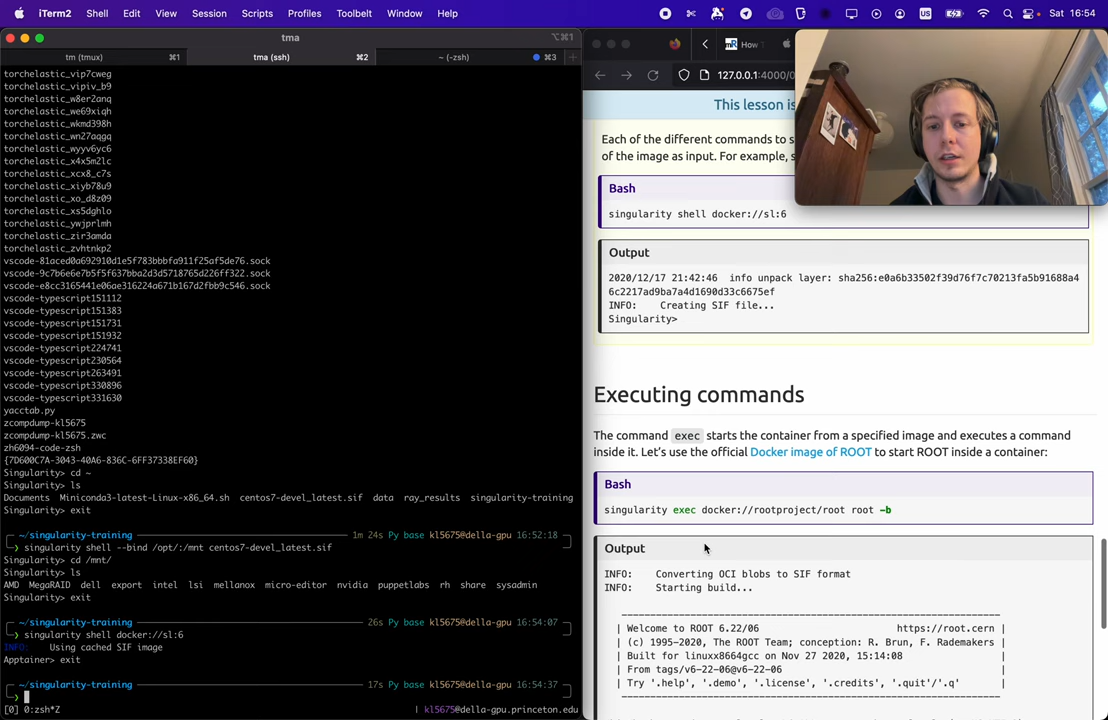 iTerm2 Shell Edit View Session Scripts Profiles Toolbelt Window Help US Sat 16:54
tma ⌥⌘1
tm (tmux) ⌘1 tma (ssh) ⌘2 ~ (-zsh) ⌘3
torchelastic_vip7cweg
torchelastic_vipiv_b9
torchelastic_w8er2anq
torchelastic_we69xiqh
torchelastic_wkmd398h
torchelastic_wn27aqgq
torchelastic_wyyv6yc6
torchelastic_x4x5m2lc
torchelastic_xcx8_c7s
torchelastic_xiyb78u9
torchelastic_xo_d8z09
torchelastic_xs5dghlo
torchelastic_ywjprlmh
torchelastic_zir3amda
torchelastic_zvhtnkp2
vscode-81aced0a692910d1e5f783bbbfa911f25af5de76.sock
vscode-9c7b6e6e7b5f5f637bba2d3d5718765d226ff322.sock
vscode-e8cc3165441e06ae316224a671b167d2fbb9c546.sock
vscode-typescript151112
vscode-typescript151383
vscode-typescript151731
vscode-typescript151932
vscode-typescript224741
vscode-typescript230564
vscode-typescript263491
vscode-typescript330896
vscode-typescript331630
yacctab.py
zcompdump-kl5675
zcompdump-kl5675.zwc
zh6094-code-zsh
{7D600C7A-3043-40A6-836C-6FF37338EF60}
Singularity> cd ~
Singularity> ls
Documents Miniconda3-latest-Linux-x86_64.sh centos7-devel_latest.sif data ray_results singularity-training
Singularity> exit
~/singularity-training 1m 24s Py base kl5675@della-gpu 16:52:18
❯ singularity shell --bind /opt/:/mnt centos7-devel_latest.sif
Singularity> cd /mnt/
Singularity> ls
AMD MegaRAID dell export intel lsi mellanox micro-editor nvidia puppetlabs rh share sysadmin
Singularity> exit
~/singularity-training 26s Py base kl5675@della-gpu 16:54:07
❯ singularity shell docker://sl:6
INFO: Using cached SIF image
Apptainer> exit
~/singularity-training 17s Py base kl5675@della-gpu 16:54:37
❯
[0] 0:zsh*Z | kl5675@della-gpu.princeton.edu
mR How
127.0.0.1:4000/0
This lesson is
Each of the different commands to s
of the image as input. For example, s
Bash
singularity shell docker://sl:6
Output
2020/12/17 21:42:46 info unpack layer: sha256:e0a6b33502f39d76f7c70213fa5b91688a4
6c2217ad9ba7a4d1690d33c6675ef
INFO: Creating SIF file...
Singularity>
Executing commands
The command exec starts the container from a specified image and executes a command
inside it. Let's use the official Docker image of ROOT to start ROOT inside a container:
Bash
singularity exec docker://rootproject/root root -b
Output
INFO: Converting OCI blobs to SIF format
INFO: Starting build...
------------------------------------------------------------------
| Welcome to ROOT 6.22/06 https://root.cern |
| (c) 1995-2020, The ROOT Team; conception: R. Brun, F. Rademakers |
| Built for linuxx8664gcc on Nov 27 2020, 15:14:08 |
| From tags/v6-22-06@v6-22-06 |
| Try '.help', '.demo', '.license', '.credits', '.quit'/'.q' |
------------------------------------------------------------------